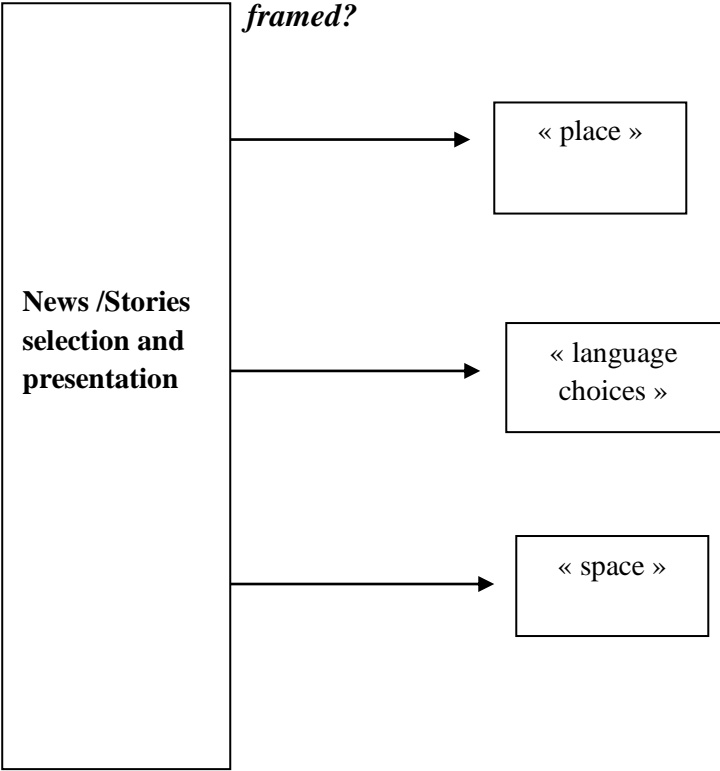 framed?
« place »
News /Stories
selection and
presentation
« language
choices »
« space »